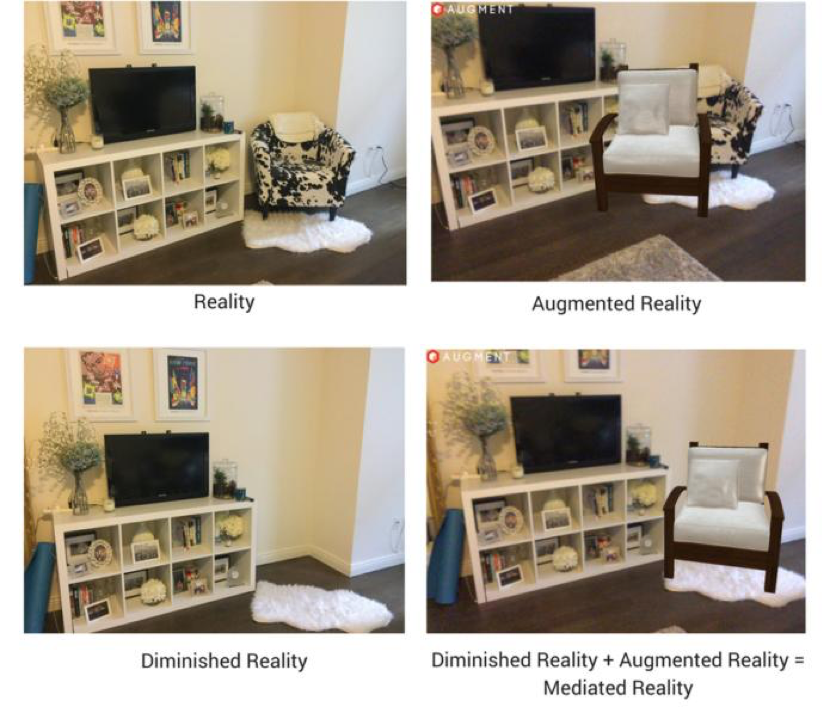 AUGMENT
Reality
Augmented Reality
AUGMENT
Diminished Reality
Diminished Reality + Augmented Reality =
Mediated Reality